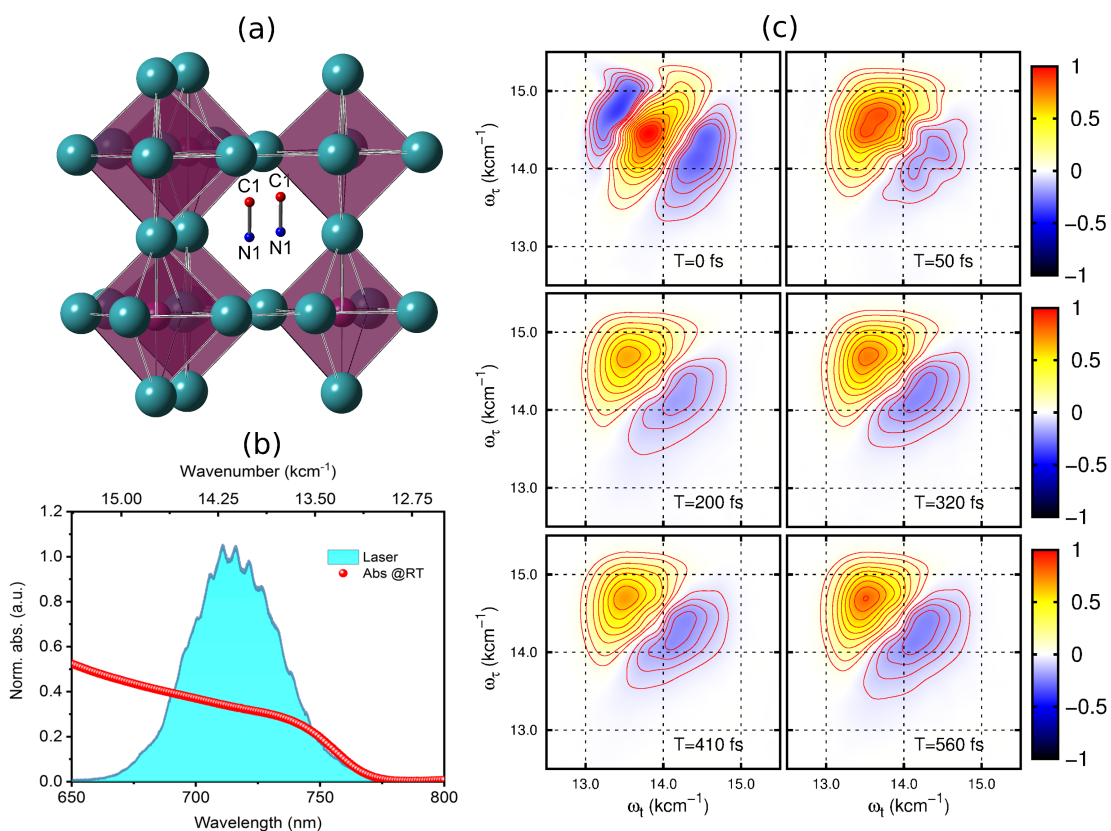 (a)
C1
C1
N1
N1
(b)
Wavenumber (kcm⁻¹)
15.00 14.25 13.50 12.75
1.2
1.0
0.8
0.6
0.4
0.2
0.0
Norm. abs. (a.u.)
Laser
Abs @RT
650 700 750 800
Wavelength (nm)
(c)
15.0
14.0
13.0
ωτ (kcm⁻¹)
T=0 fs
T=50 fs
1
0.5
0
−0.5
−1
15.0
14.0
13.0
ωτ (kcm⁻¹)
T=200 fs
T=320 fs
1
0.5
0
−0.5
−1
15.0
14.0
13.0
ωτ (kcm⁻¹)
T=410 fs
T=560 fs
1
0.5
0
−0.5
−1
13.0 14.0 15.0
13.0 14.0 15.0
ωt (kcm⁻¹)
ωt (kcm⁻¹)